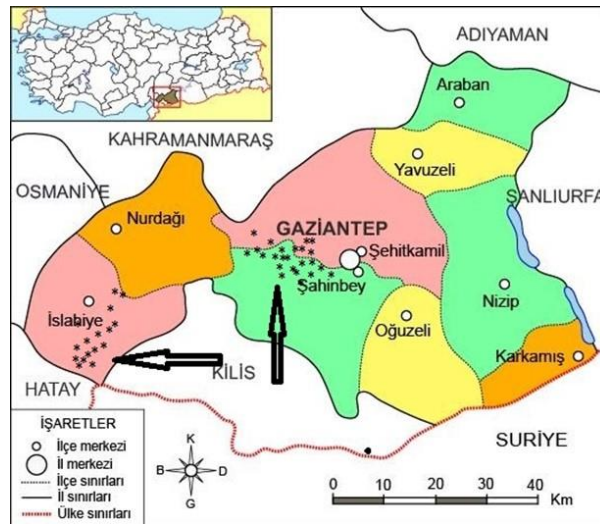 ADIYAMAN
Araban
KAHRAMANMARAŞ
Yavuzeli
OSMANİYE
ŞANLIURFA
Nurdağı
GAZİANTEP
Şehitkamil
Şahinbey
Nizip
İslabiye
Oğuzeli
Karkamış
KİLİS
HATAY
SURİYE
İŞARETLER
İlçe merkezi
İl merkezi
İlçe sınırları
İl sınırları
Ülke sınırları
K
B D
G
0 10 20 30 40
Km